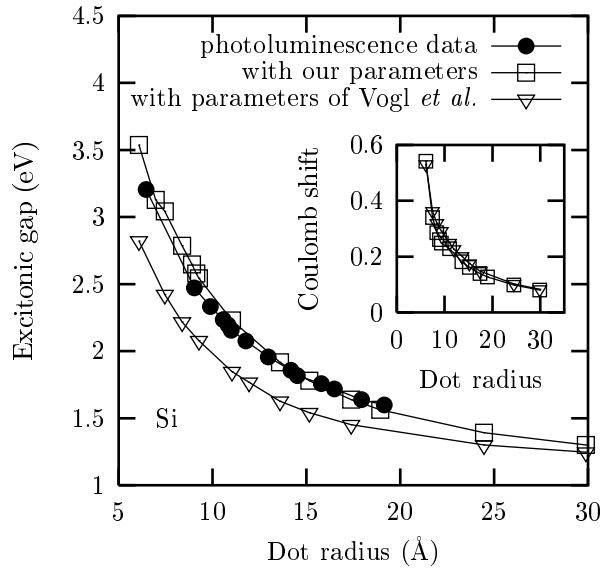 4.5
4
3.5
3
2.5
2
1.5
1
Excitonic gap (eV)
photoluminescence data
with our parameters
with parameters of Vogl et al.
0.6
0.4
0.2
0
Coulomb shift
0 10 20 30
Dot radius
Si
5 10 15 20 25 30
Dot radius (Å)